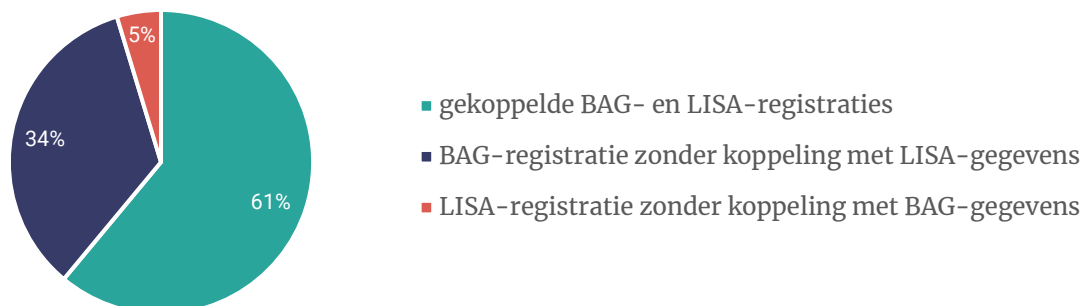 5%
34%
61%
gekoppelde BAG- en LISA-registraties
BAG-registratie zonder koppeling met LISA-gegevens
LISA-registratie zonder koppeling met BAG-gegevens